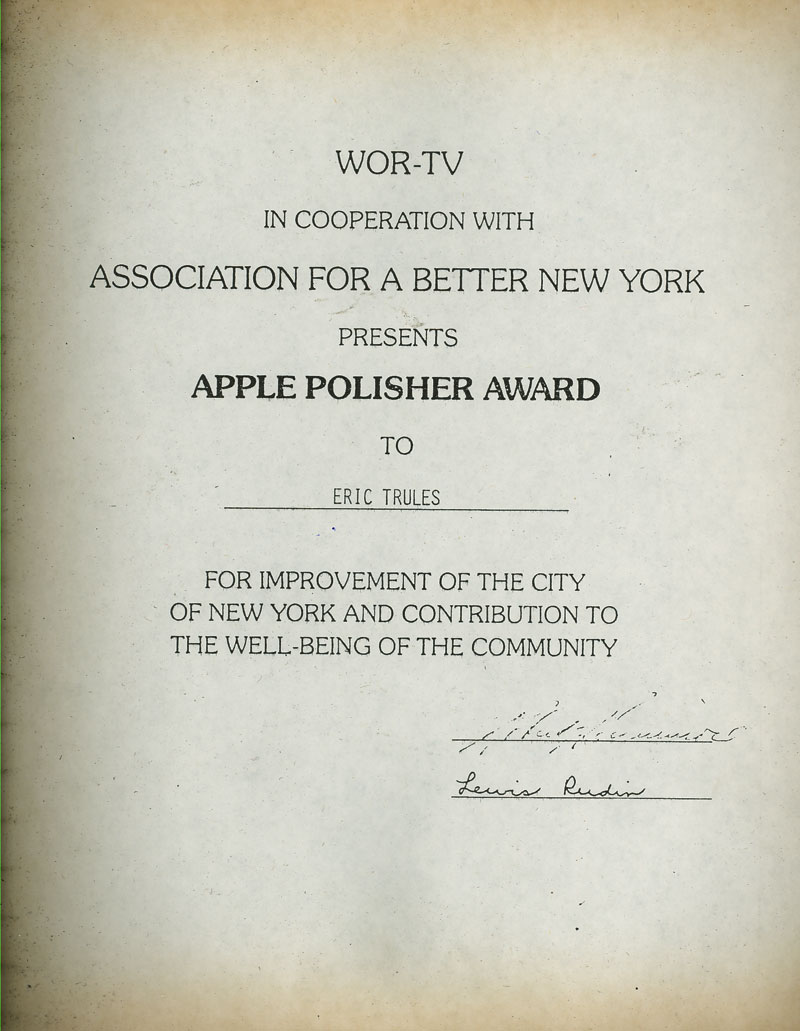 WOR-TV
IN COOPERATION WITH
ASSOCIATION FOR A BETTER NEW YORK
PRESENTS
APPLE POLISHER AWARD
TO
ERIC TRULES
FOR IMPROVEMENT OF THE CITY
OF NEW YORK AND CONTRIBUTION TO
THE WELL-BEING OF THE COMMUNITY
Lewis Rudin